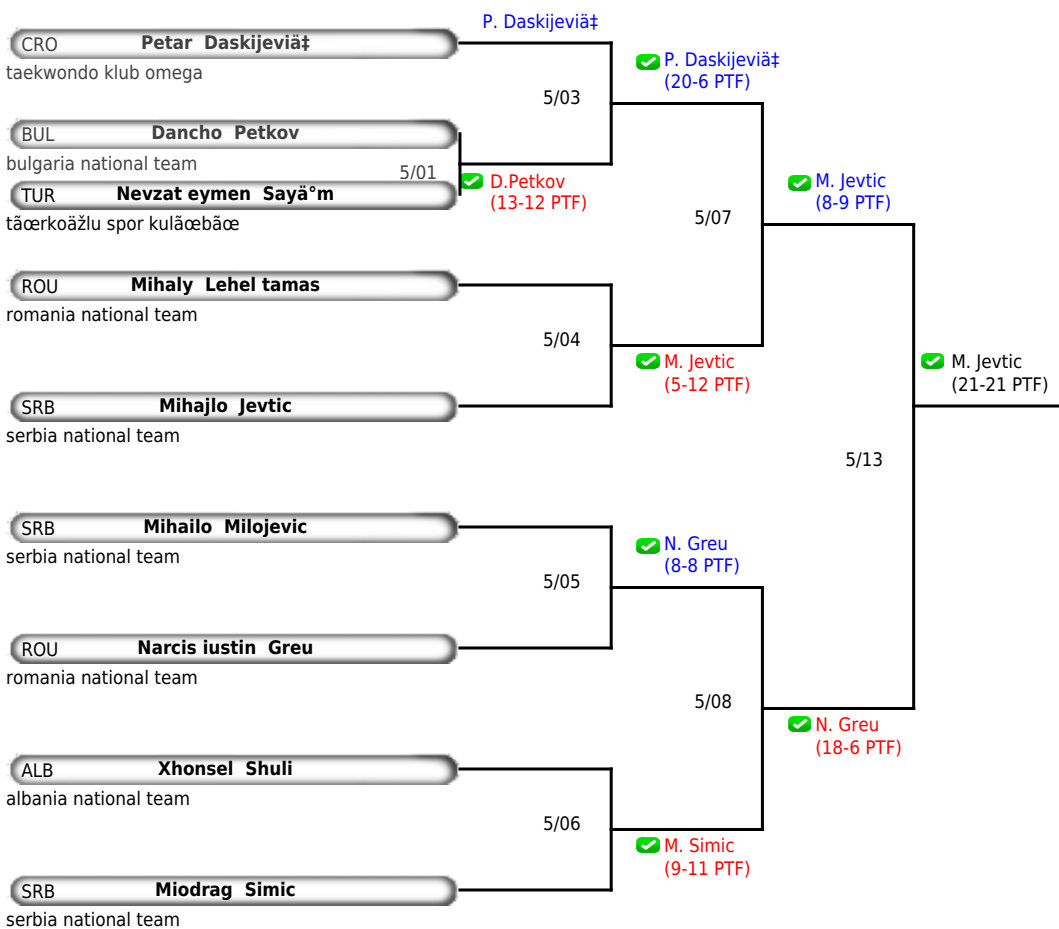 P. Daskijeviä‡
CRO Petar Daskijeviä‡
taekwondo klub omega
P. Daskijeviä‡
(20-6 PTF)
5/03
BUL Dancho Petkov
bulgaria national team
5/01
D.Petkov
(13-12 PTF)
TUR Nevzat eymen Sayä°m
tãœrkoäžlu spor kulãœbãœ
M. Jevtic
(8-9 PTF)
5/07
ROU Mihaly Lehel tamas
romania national team
5/04
M. Jevtic
(5-12 PTF)
M. Jevtic
(21-21 PTF)
SRB Mihajlo Jevtic
serbia national team
5/13
SRB Mihailo Milojevic
serbia national team
N. Greu
(8-8 PTF)
5/05
ROU Narcis iustin Greu
romania national team
5/08
N. Greu
(18-6 PTF)
ALB Xhonsel Shuli
albania national team
5/06
M. Simic
(9-11 PTF)
SRB Miodrag Simic
serbia national team